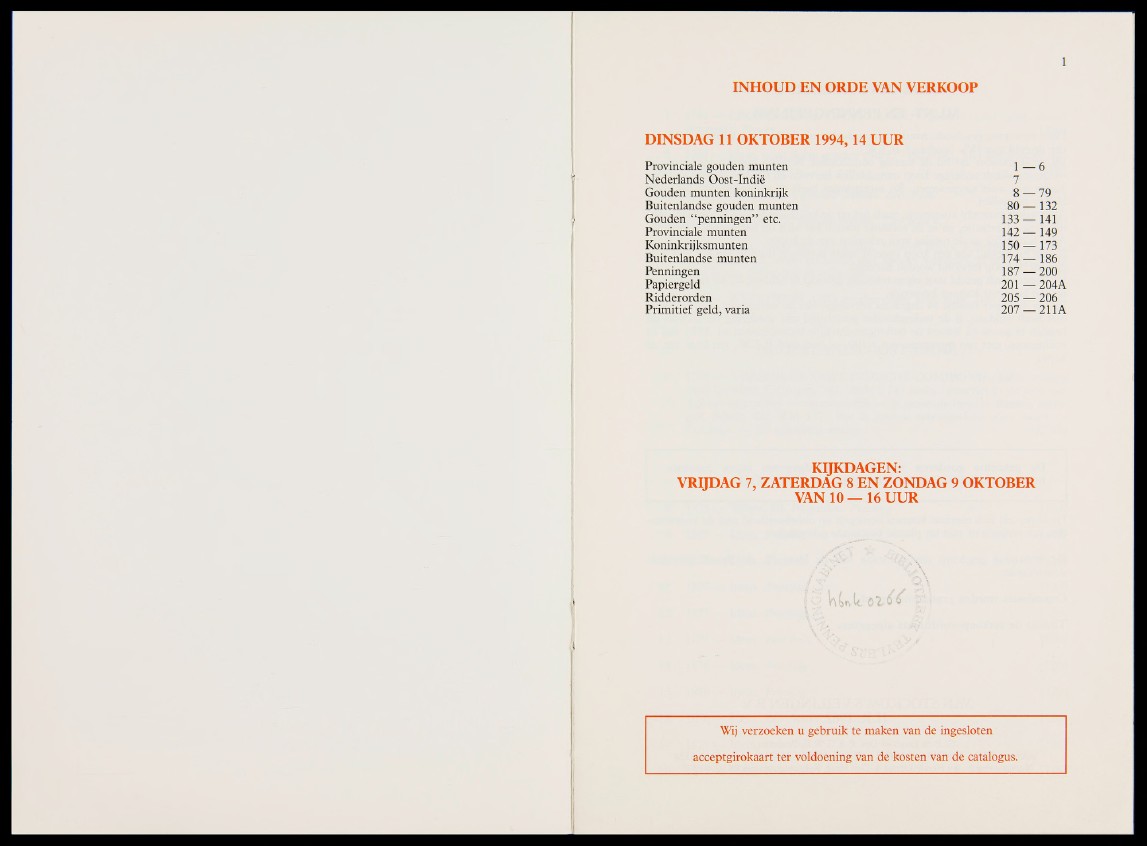 1
INHOUD EN ORDE VAN VERKOOP
DINSDAG 11 OKTOBER 1994, 14 UUR
Provinciale gouden munten 1 — 6
Nederlands Oost-Indië 7
Gouden munten koninkrijk 8 — 79
Buitenlandse gouden munten 80 — 132
Gouden “penningen” etc. 133 — 141
Provinciale munten 142 — 149
Koninkrijksmunten 150 — 173
Buitenlandse munten 174 — 186
Penningen 187 — 200
Papiergeld 201 — 204A
Ridderorden 205 — 206
Primitief geld, varia 207 — 211A
KIJKDAGEN:
VRIJDAG 7, ZATERDAG 8 EN ZONDAG 9 OKTOBER
VAN 10 — 16 UUR
BIBLIOTHEEK TEYLERS PENNINGKABINET
hbnk 0266
Wij verzoeken u gebruik te maken van de ingesloten
acceptgirokaart ter voldoening van de kosten van de catalogus.